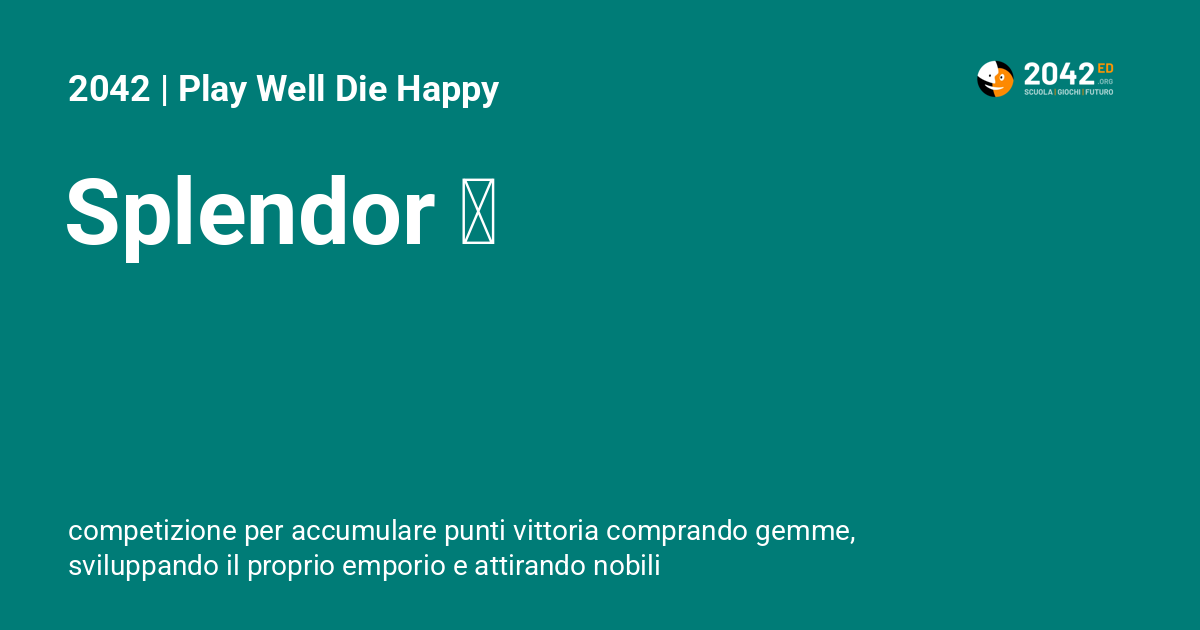 2042 | Play Well Die Happy
2042 ED
.ORG
SCUOLA | GIOCHI | FUTURO
Splendor
competizione per accumulare punti vittoria comprando gemme,
sviluppando il proprio emporio e attirando nobili